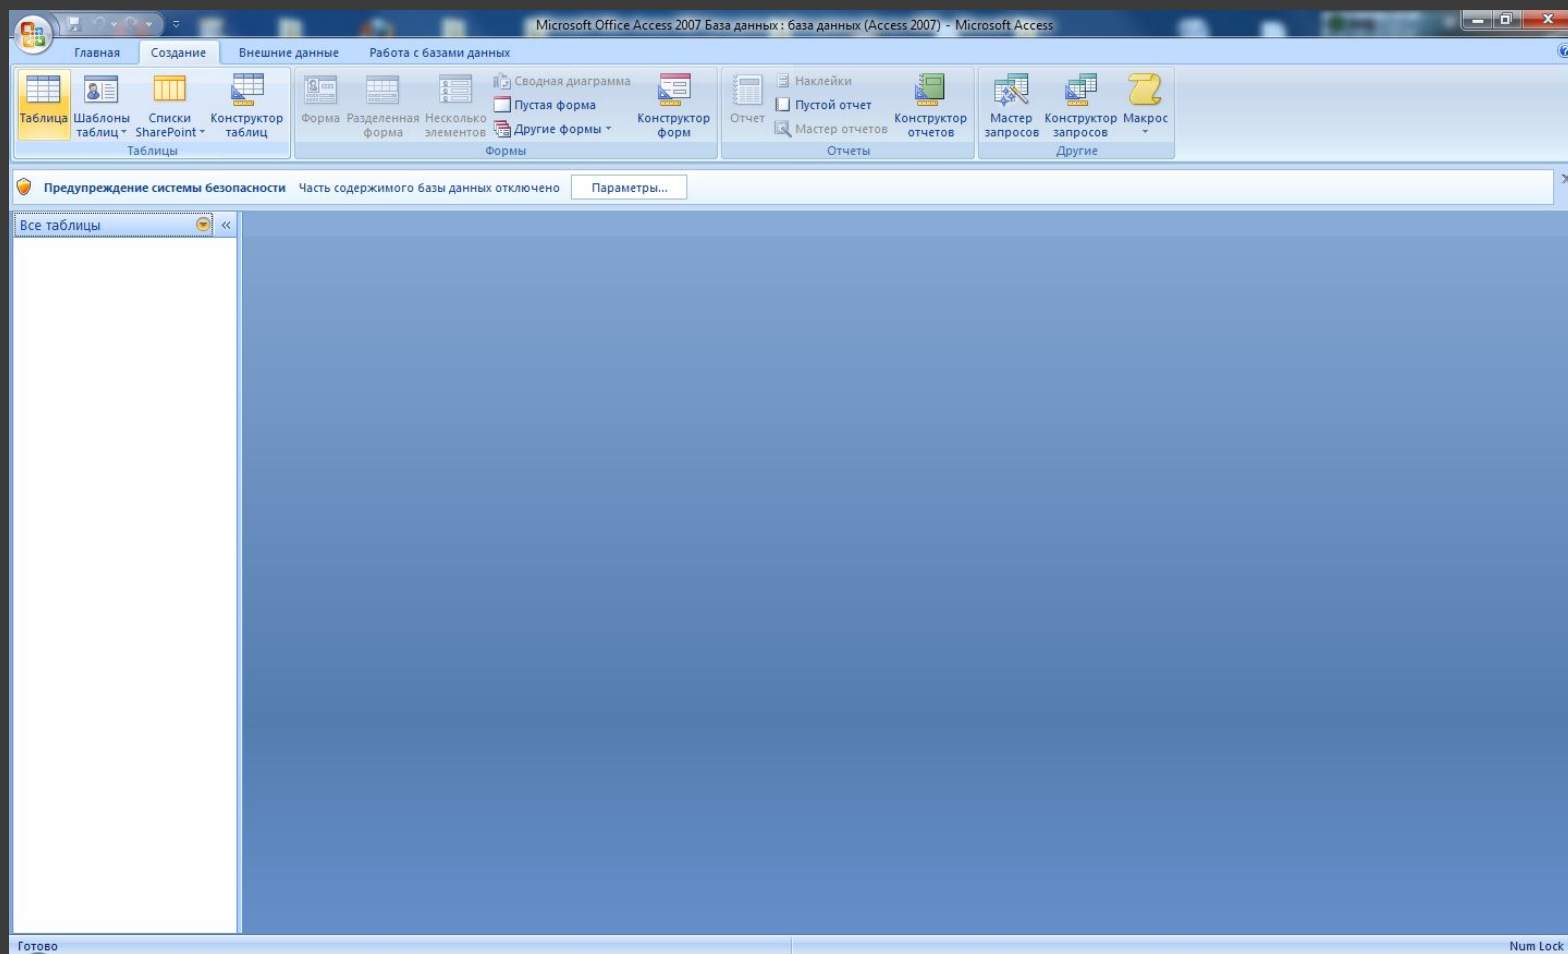 Microsoft Office Access 2007 База данных : база данных (Access 2007) - Microsoft Access
Главная Создание Внешние данные Работа с базами данных
Таблица
Шаблоны таблиц
Списки SharePoint
Конструктор таблиц
Таблицы
Форма
Разделенная форма
Несколько элементов
Сводная диаграмма
Пустая форма
Другие формы
Конструктор форм
Формы
Отчет
Наклейки
Пустой отчет
Мастер отчетов
Конструктор отчетов
Отчеты
Мастер запросов
Конструктор запросов
Макрос
Другие
Предупреждение системы безопасности Часть содержимого базы данных отключено Параметры...
Все таблицы
Готово Num Lock